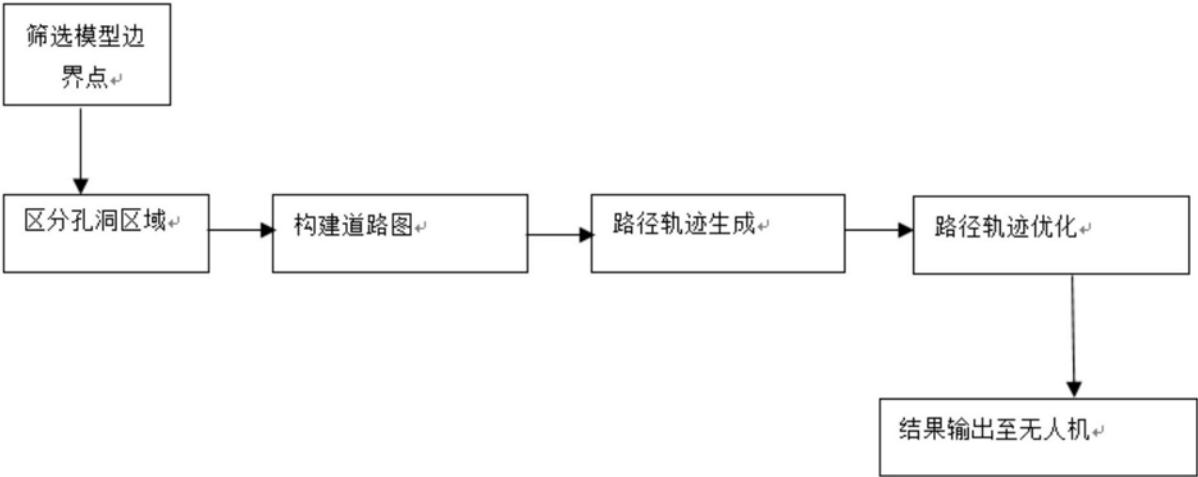 筛选模型边
界点
区分孔洞区域
构建道路图
路径轨迹生成
路径轨迹优化
结果输出至无人机